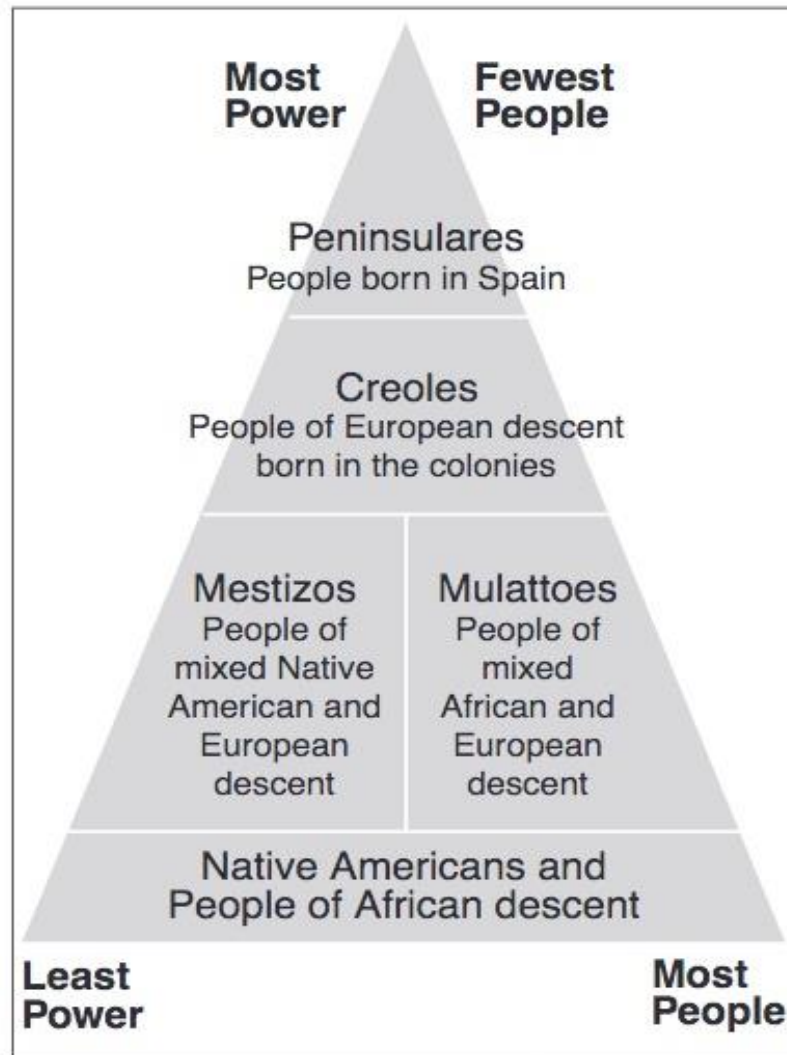 Most
Power
Fewest
People
Peninsulares
People born in Spain
Creoles
People of European descent
born in the colonies
Mestizos
People of
mixed Native
American and
European
descent
Mulattoes
People of
mixed
African and
European
descent
Native Americans and
People of African descent
Least
Power
Most
People